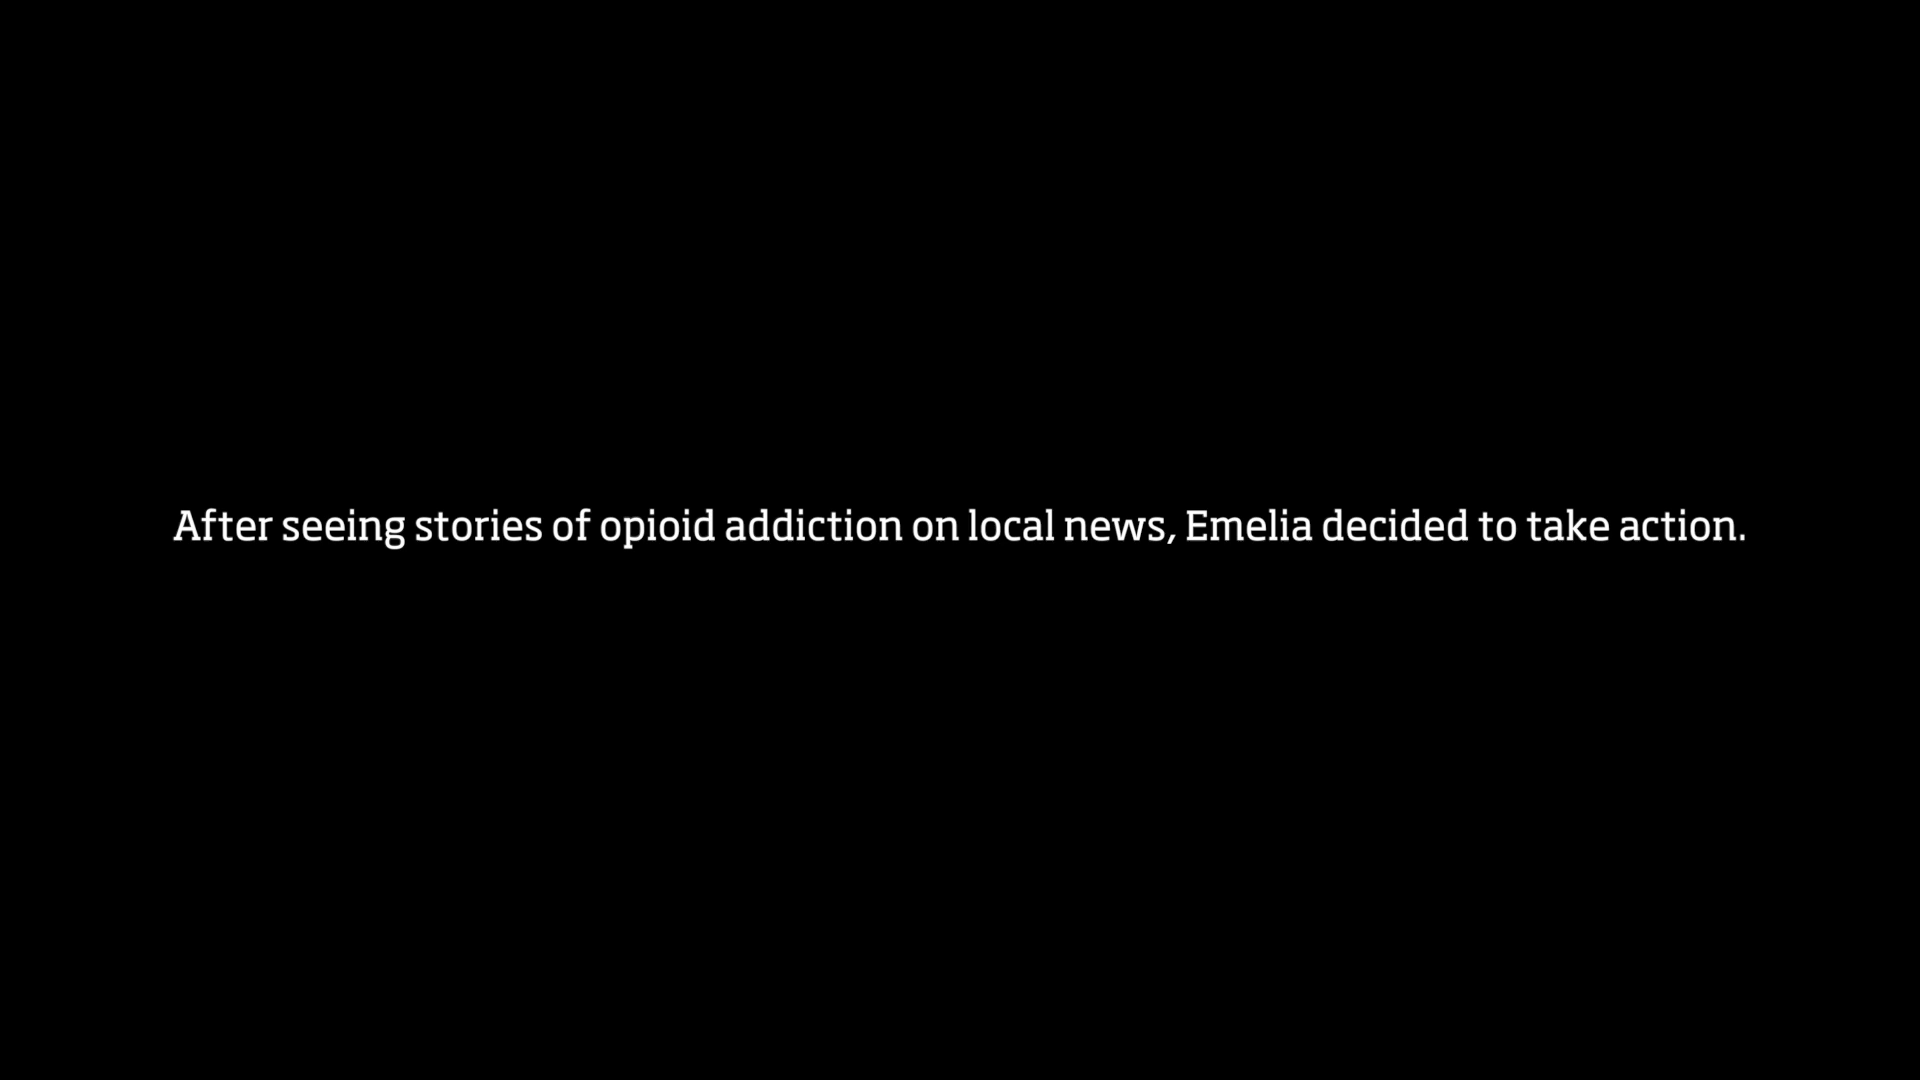 After seeing stories of opioid addiction on local news, Emelia decided to take action.